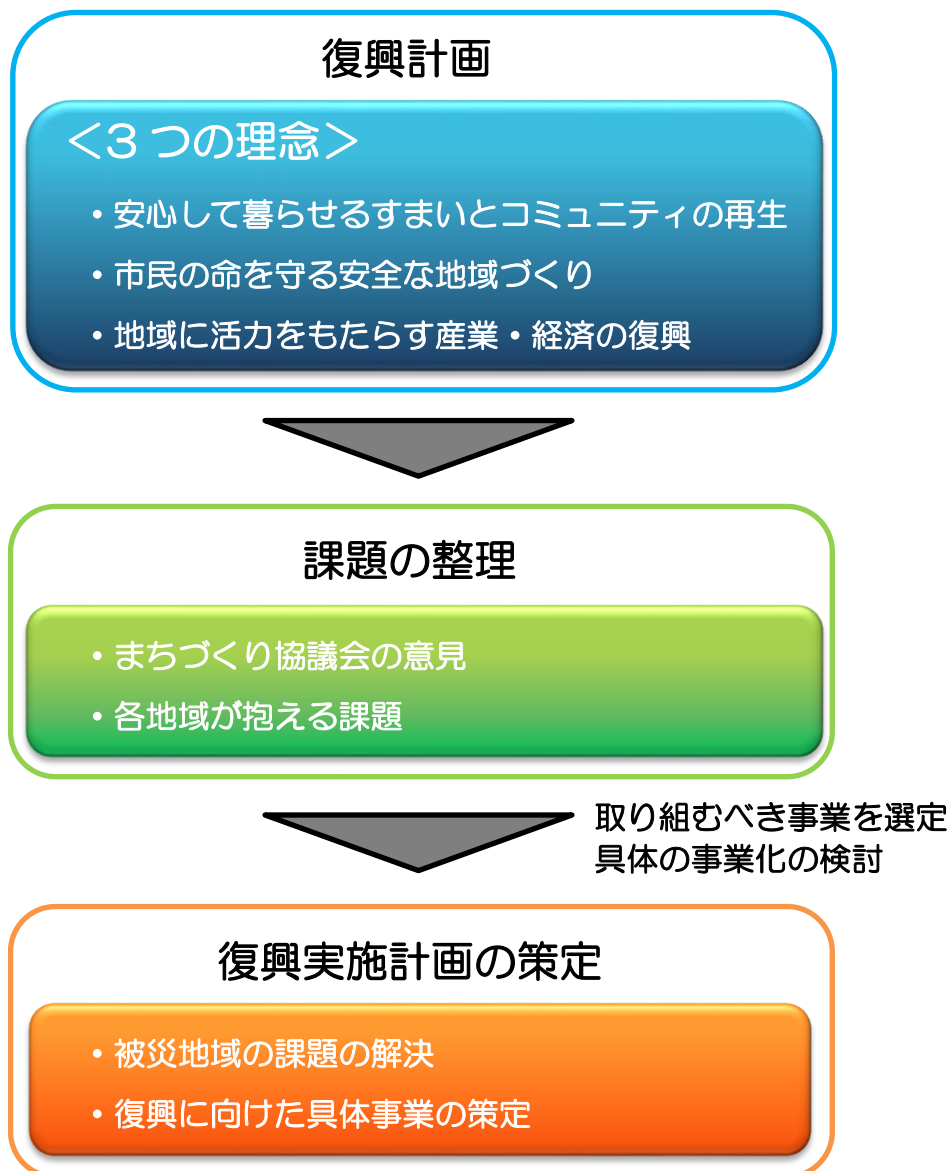 復興計画
＜3つの理念＞
・安心して暮らせるすまいとコミュニティの再生
・市民の命を守る安全な地域づくり
・地域に活力をもたらす産業・経済の復興
課題の整理
・まちづくり協議会の意見
・各地域が抱える課題
取り組むべき事業を選定
具体の事業化の検討
復興実施計画の策定
・被災地域の課題の解決
・復興に向けた具体事業の策定